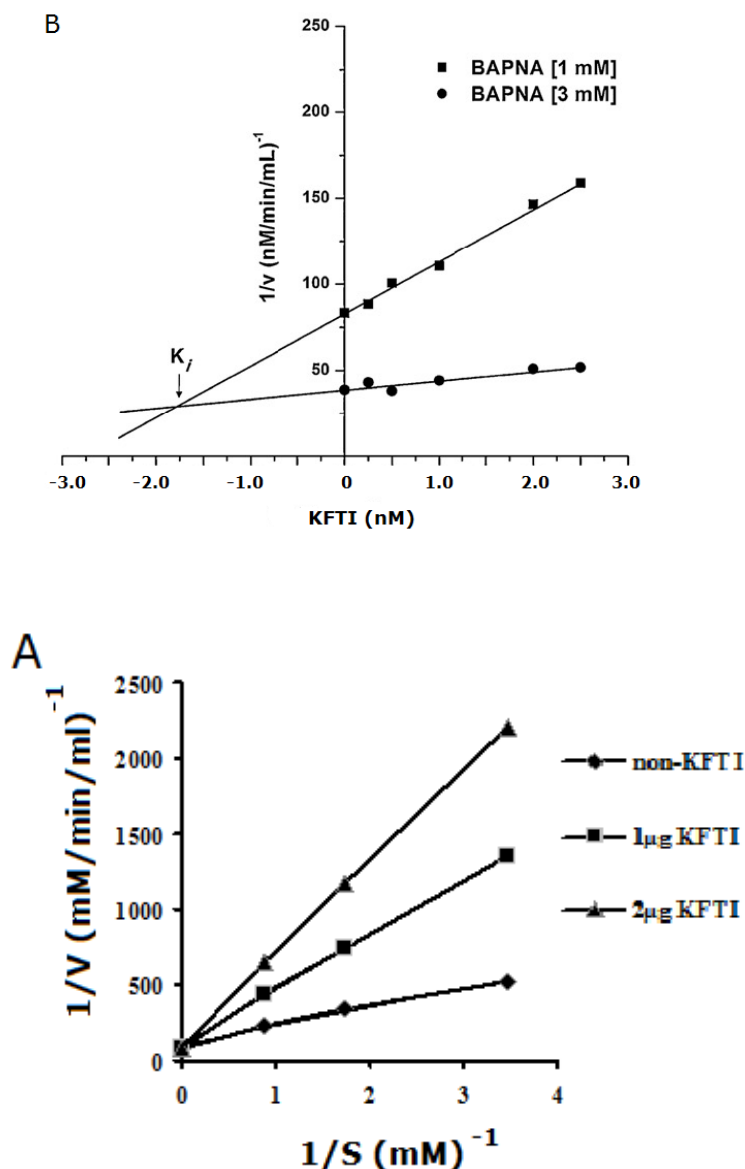 B
250
200
150
100
50
1/v (nM/min/mL)⁻¹
BAPNA [1 mM]
BAPNA [3 mM]
Kᵢ
-3.0 -2.0 -1.0 0 1.0 2.0 3.0
KFTI (nM)
A
2500
2000
1500
1000
500
0
1/V (mM/min/ml)⁻¹
non-KFTI
1μg KFTI
2μg KFTI
0 1 2 3 4
1/S (mM)⁻¹